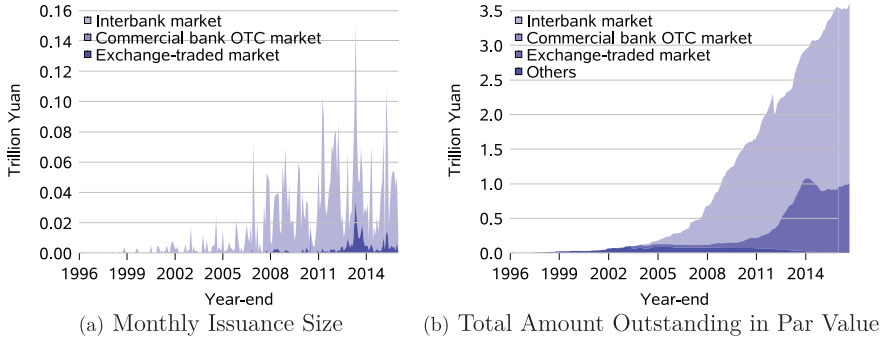 0.16
0.14
0.12
0.10
0.08
0.06
0.04
0.02
0.00
Trillion Yuan
Interbank market
Commercial bank OTC market
Exchange-traded market
1996 1999 2002 2005 2008 2011 2014
Year-end
(a) Monthly Issuance Size
3.5
3.0
2.5
2.0
1.5
1.0
0.5
0.0
Trillion Yuan
Interbank market
Commercial bank OTC market
Exchange-traded market
Others
1996 1999 2002 2005 2008 2011 2014
Year-end
(b) Total Amount Outstanding in Par Value